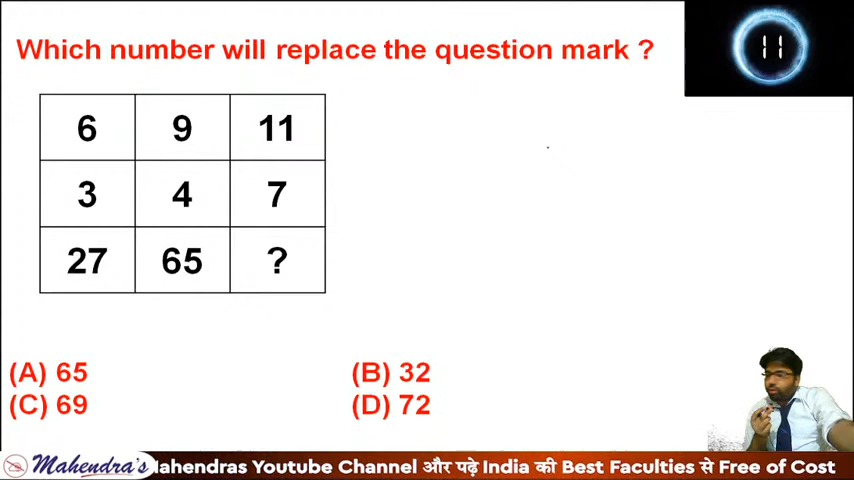 Which number will replace the question mark ?
11
6 9 11
3 4 7
27 65 ?
(A) 65 (B) 32
(C) 69 (D) 72
Mahendra's Mahendras Youtube Channel और पढ़े India की Best Faculties से Free of Cost